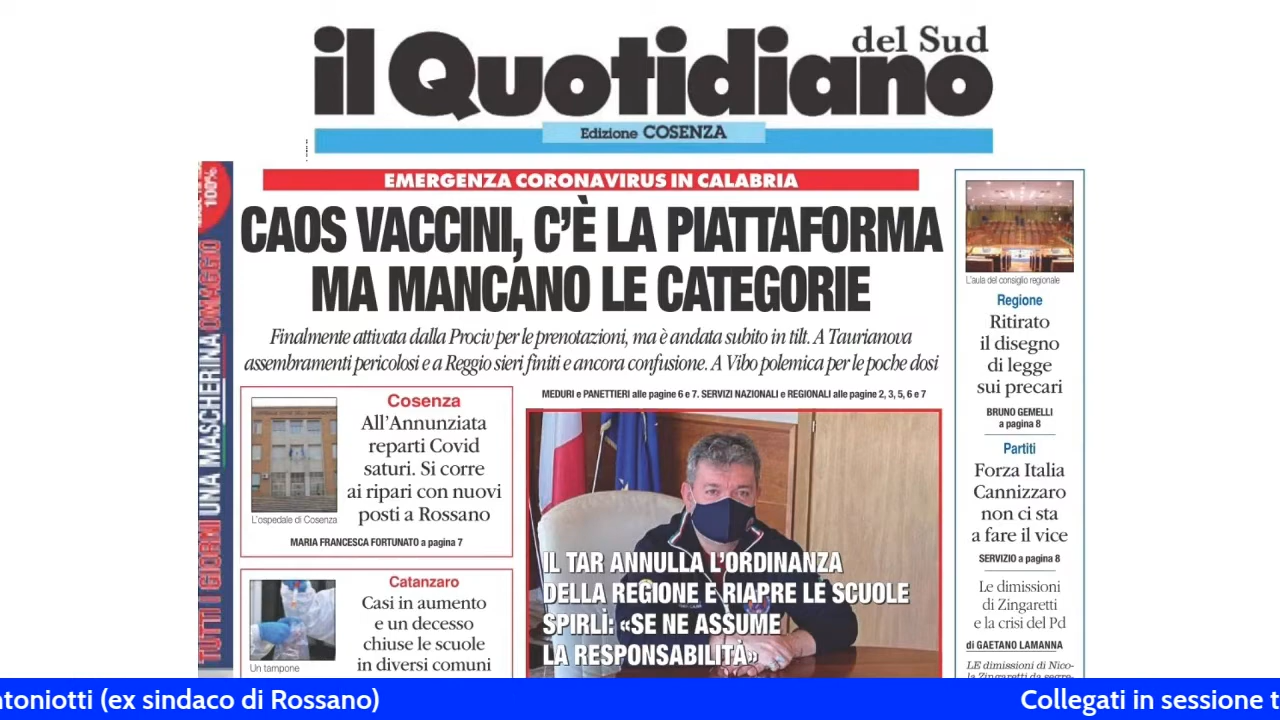 il Quotidiano
del Sud
Edizione COSENZA
TUTTI I GIORNI UNA MASCHERINA OMAGGIO
100%
EMERGENZA CORONAVIRUS IN CALABRIA
CAOS VACCINI, C'È LA PIATTAFORMA
MA MANCANO LE CATEGORIE
Finalmente attivata dalla Prociv per le prenotazioni, ma è andata subito in tilt. A Taurianova
assembramenti pericolosi e a Reggio sieri finiti e ancora confusione. A Vibo polemica per le poche dosi
MEDURI e PANETTIERI alle pagine 6 e 7. SERVIZI NAZIONALI e REGIONALI alle pagine 2, 3, 5, 6 e 7
Cosenza
All'Annunziata
reparti Covid
saturi. Si corre
ai ripari con nuovi
posti a Rossano
L'ospedale di Cosenza
MARIA FRANCESCA FORTUNATO a pagina 7
Catanzaro
Casi in aumento
e un decesso
chiuse le scuole
in diversi comuni
Un tampone
IL TAR ANNULLA L'ORDINANZA
DELLA REGIONE E RIAPRE LE SCUOLE
SPIRLÌ: «SE NE ASSUME
LA RESPONSABILITÀ»
L'aula del consiglio regionale
Regione
Ritirato
il disegno
di legge
sui precari
BRUNO GEMELLI
a pagina 8
Partiti
Forza Italia
Cannizzaro
non ci sta
a fare il vice
SERVIZIO a pagina 8
Le dimissioni
di Zingaretti
e la crisi del Pd
di GAETANO LAMANNA
LE dimissioni di Nico-
la Zingaretti da segre-
ntoniotti (ex sindaco di Rossano)
Collegati in sessione t